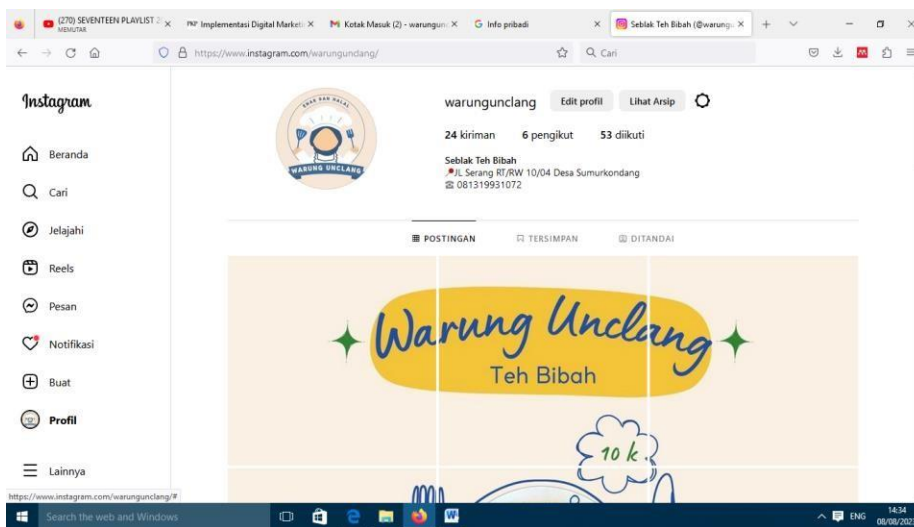 (270) SEVENTEEN PLAYLIST
MEMUTAR
Implementasi Digital Marketi
Kotak Masuk (2) - warungun
Info pribadi
Seblak Teh Bibah (@warungu
https://www.instagram.com/warungundang/
Cari
Instagram
Beranda
Cari
Jelajahi
Reels
Pesan
Notifikasi
Buat
Profil
Lainnya
ENAK DAN HALAL
WARUNG UNCLANG
warungunclang
Edit profil
Lihat Arsip
24 kiriman 6 pengikut 53 diikuti
Seblak Teh Bibah
JL Serang RT/RW 10/04 Desa Sumurkondang
081319931072
POSTINGAN
TERSIMPAN
DITANDAI
Warung Unclang
Teh Bibah
10 k
https://www.instagram.com/warungunclang/#
Search the web and Windows
ENG
14:34